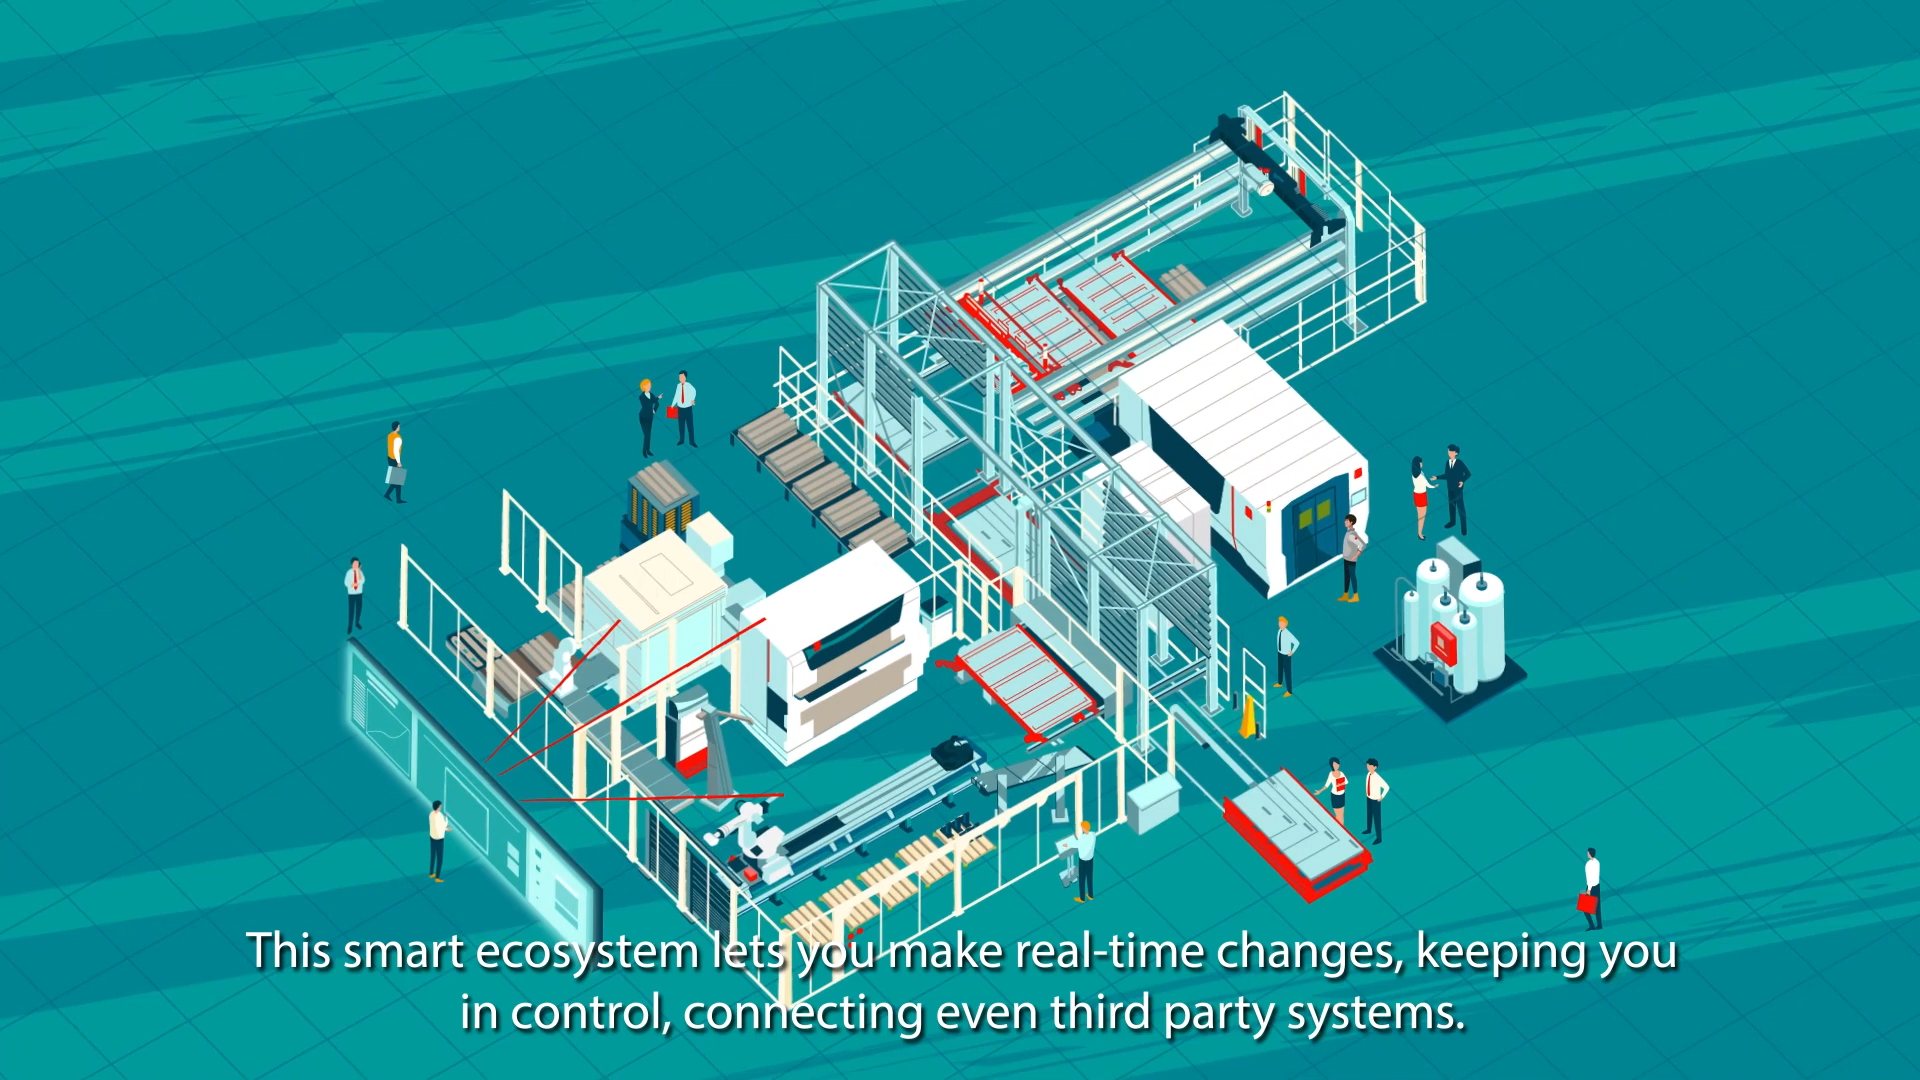 This smart ecosystem lets you make real-time changes, keeping you
in control, connecting even third party systems.